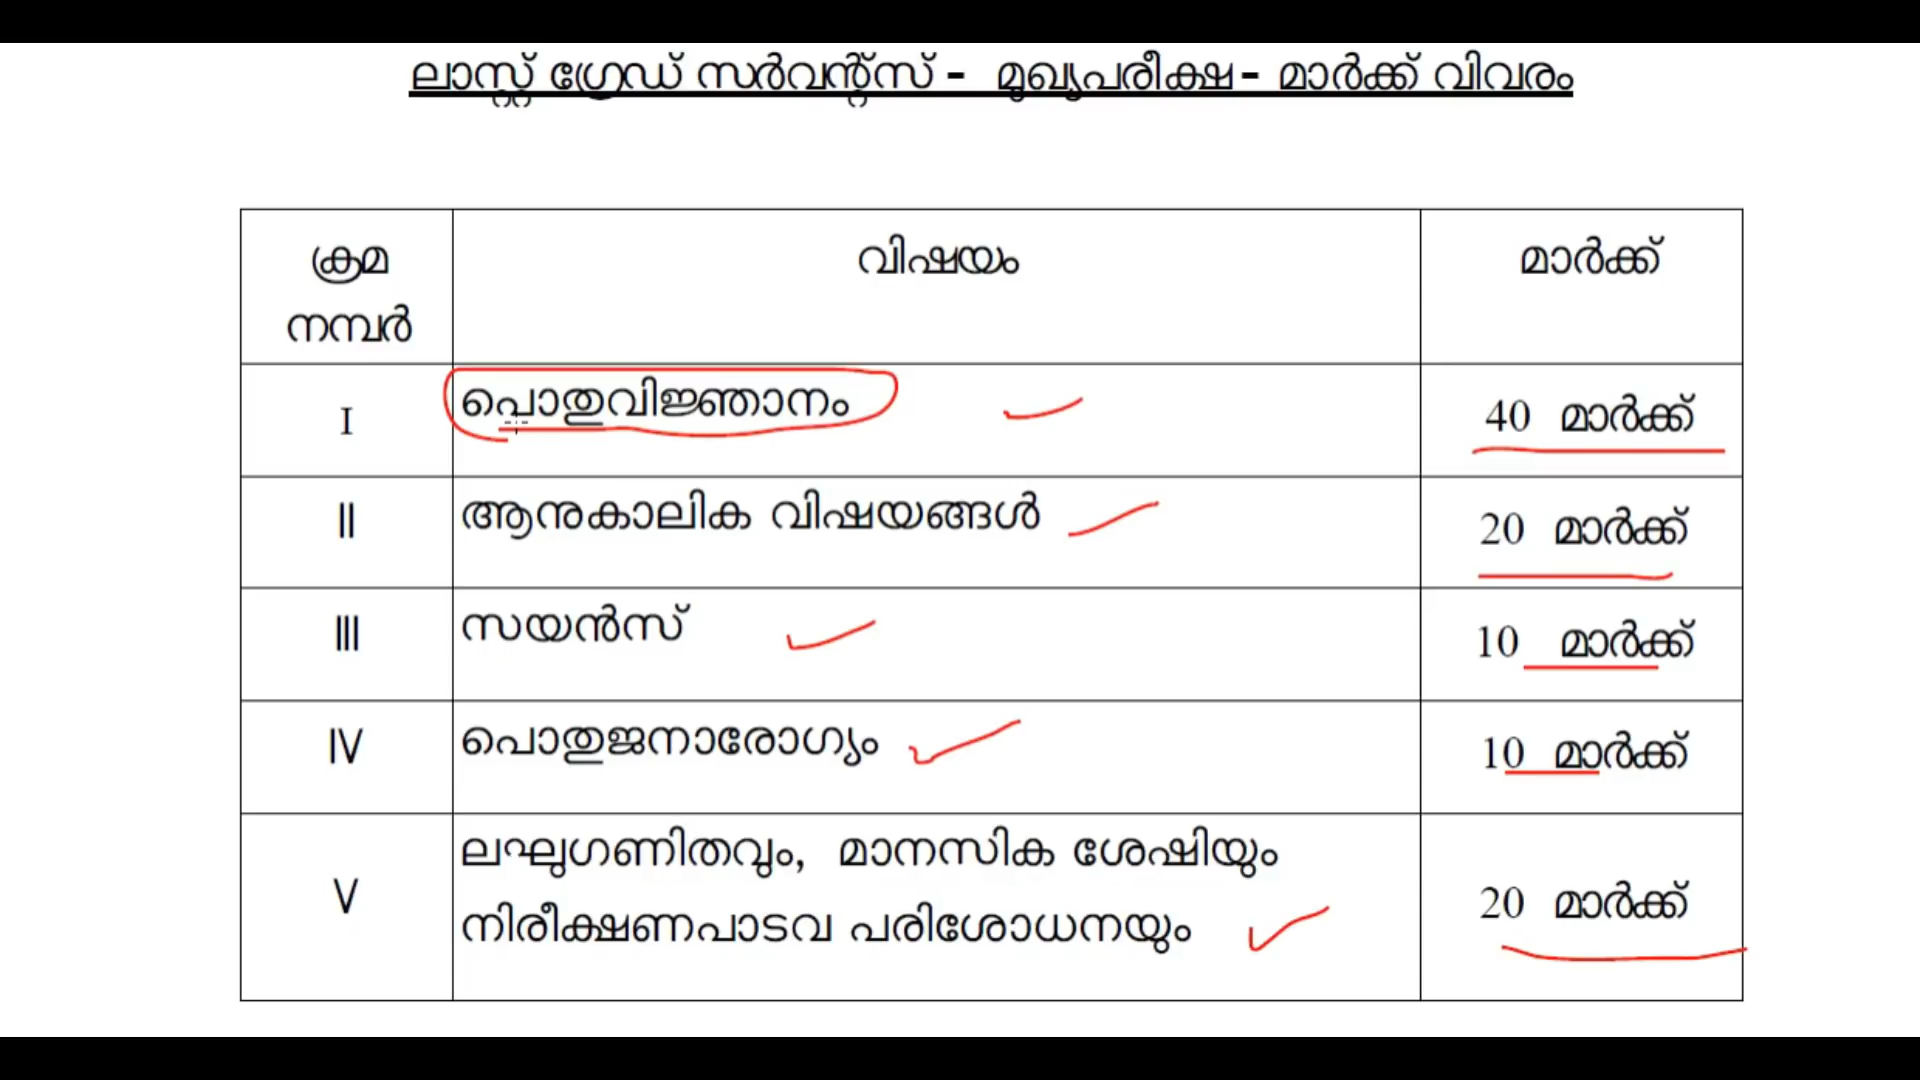 ലാസ്റ്റ് ഗ്രേഡ് സർവന്റ്സ് - മുഖ്യപരീക്ഷ - മാർക്ക് വിവരം
ക്രമ നമ്പർ വിഷയം മാർക്ക്
I പൊതുവിജ്ഞാനം 40 മാർക്ക്
II ആനുകാലിക വിഷയങ്ങൾ 20 മാർക്ക്
III സയൻസ് 10 മാർക്ക്
IV പൊതുജനാരോഗ്യം 10 മാർക്ക്
V ലഘുഗണിതവും, മാനസിക ശേഷിയും
നിരീക്ഷണപാടവ പരിശോധനയും 20 മാർക്ക്